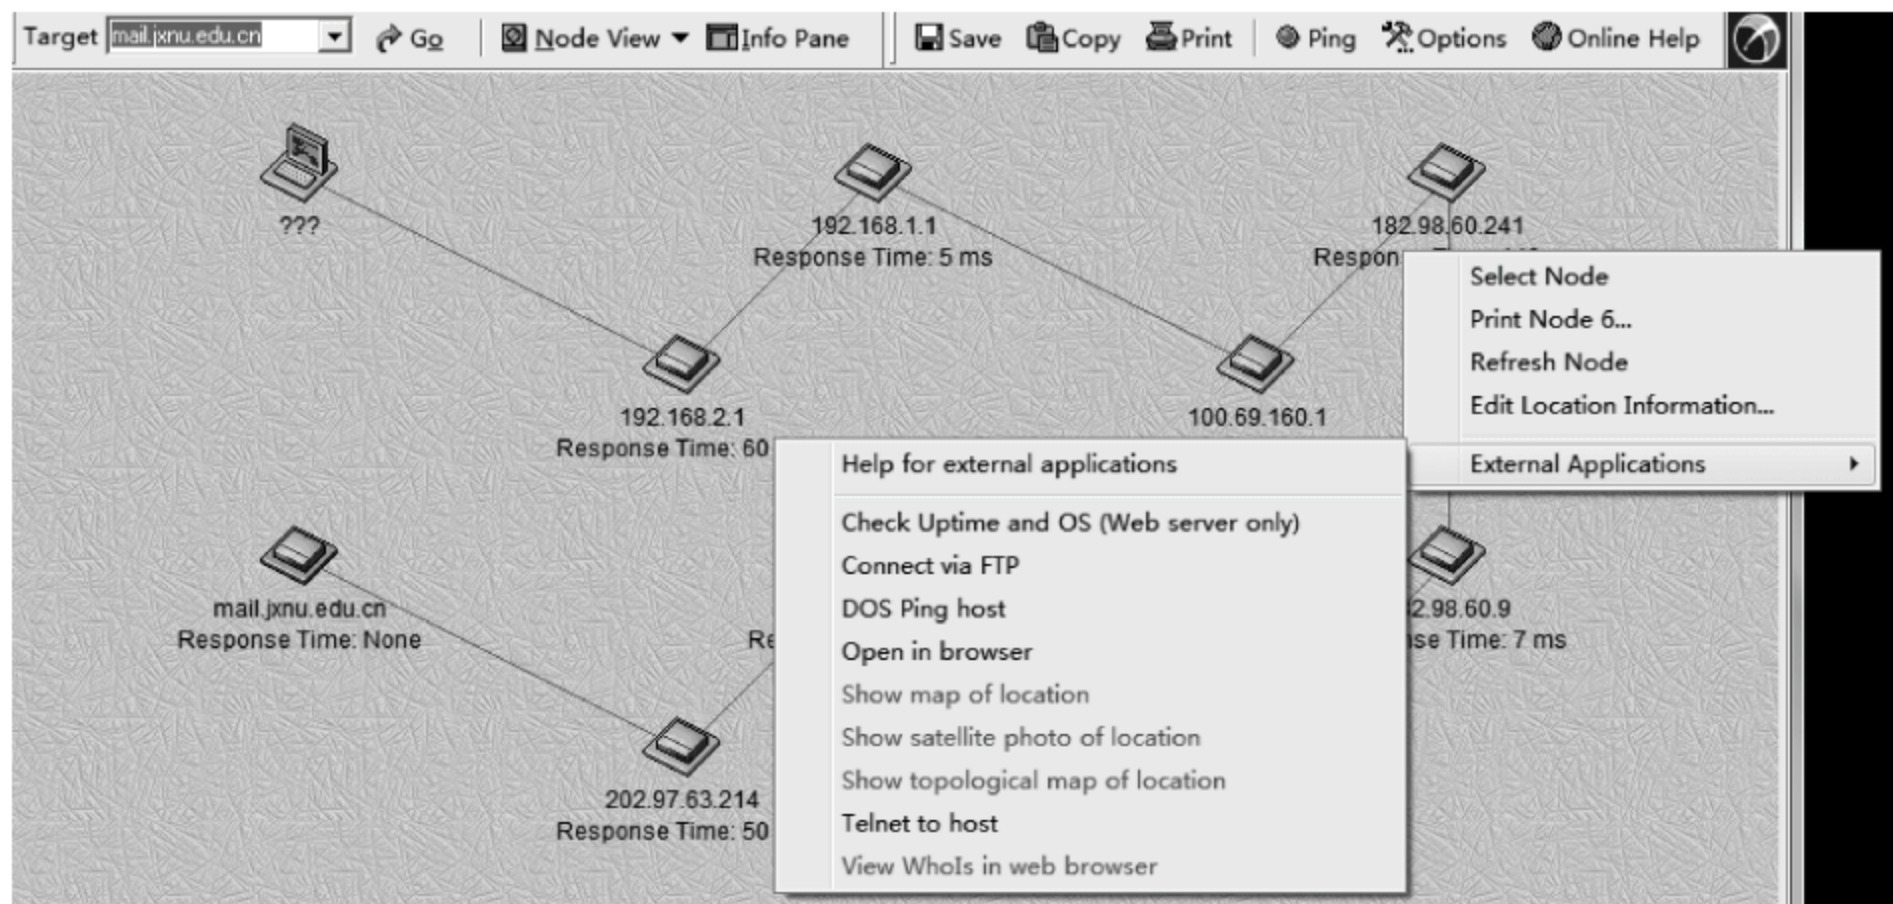 Target mail.jxnu.edu.cn Go Node View Info Pane Save Copy Print Ping Options Online Help
???
192.168.1.1
Response Time: 5 ms
182.98.60.241
Respon
192.168.2.1
Response Time: 60
100.69.160.1
Select Node
Print Node 6...
Refresh Node
Edit Location Information...
External Applications
Help for external applications
Check Uptime and OS (Web server only)
Connect via FTP
DOS Ping host
Open in browser
Show map of location
Show satellite photo of location
Show topological map of location
Telnet to host
View WhoIs in web browser
mail.jxnu.edu.cn
Response Time: None
Re
2.98.60.9
se Time: 7 ms
202.97.63.214
Response Time: 50